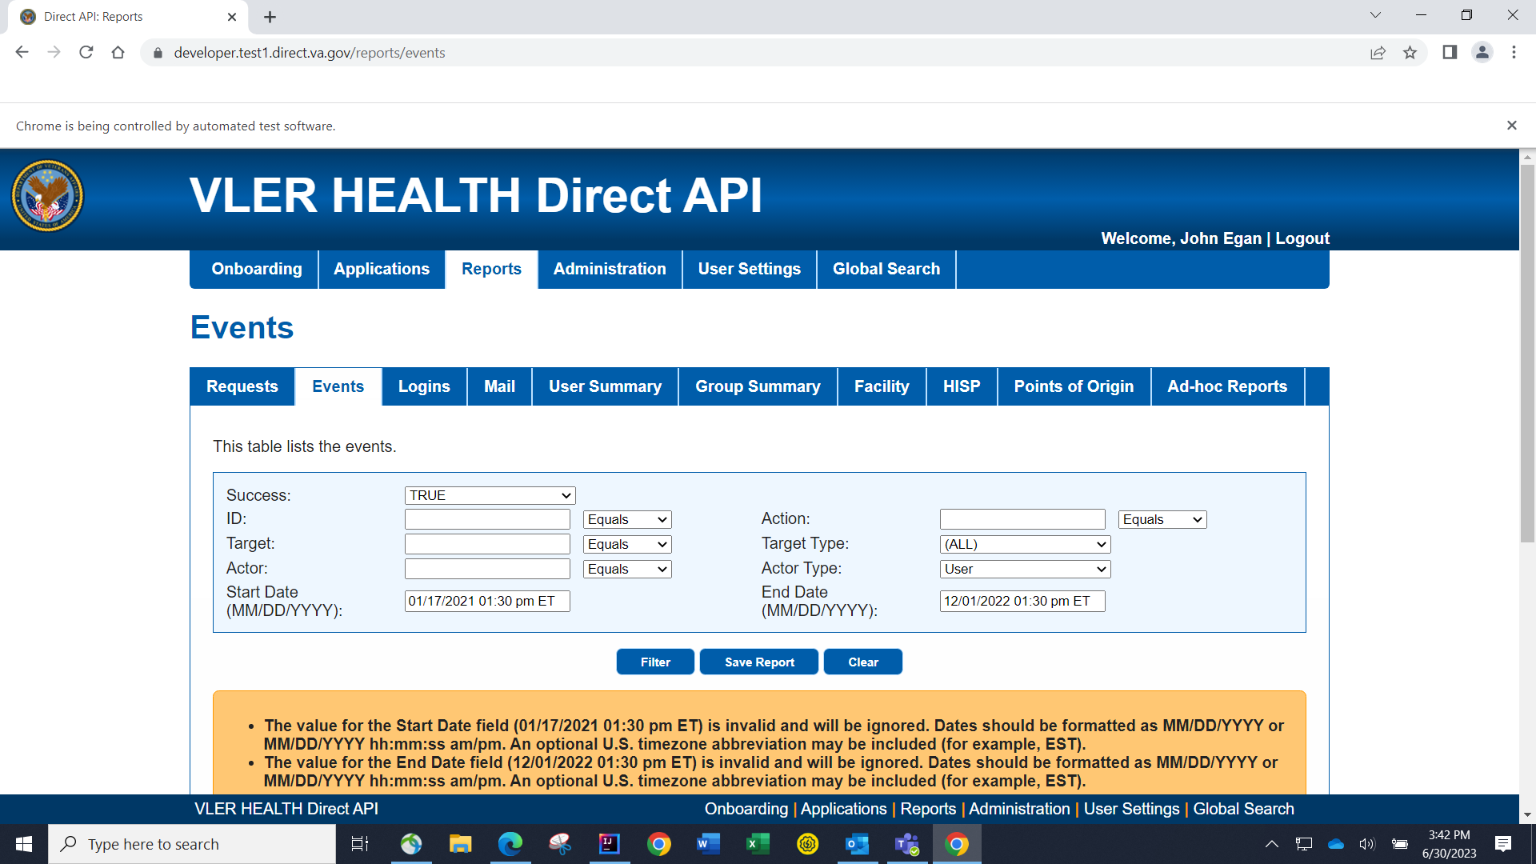 Direct API: Reports
developer.test1.direct.va.gov/reports/events
Chrome is being controlled by automated test software.
VLER HEALTH Direct API
Welcome, John Egan | Logout
Onboarding Applications Reports Administration User Settings Global Search
Events
Requests Events Logins Mail User Summary Group Summary Facility HISP Points of Origin Ad-hoc Reports
This table lists the events.
Success: TRUE
ID: Equals Action: Equals
Target: Equals Target Type: (ALL)
Actor: Equals Actor Type: User
Start Date (MM/DD/YYYY): 01/17/2021 01:30 pm ET End Date (MM/DD/YYYY): 12/01/2022 01:30 pm ET
Filter Save Report Clear
• The value for the Start Date field (01/17/2021 01:30 pm ET) is invalid and will be ignored. Dates should be formatted as MM/DD/YYYY or
MM/DD/YYYY hh:mm:ss am/pm. An optional U.S. timezone abbreviation may be included (for example, EST).
• The value for the End Date field (12/01/2022 01:30 pm ET) is invalid and will be ignored. Dates should be formatted as MM/DD/YYYY or
MM/DD/YYYY hh:mm:ss am/pm. An optional U.S. timezone abbreviation may be included (for example, EST).
VLER HEALTH Direct API Onboarding | Applications | Reports | Administration | User Settings | Global Search
Type here to search
3:42 PM
6/30/2023